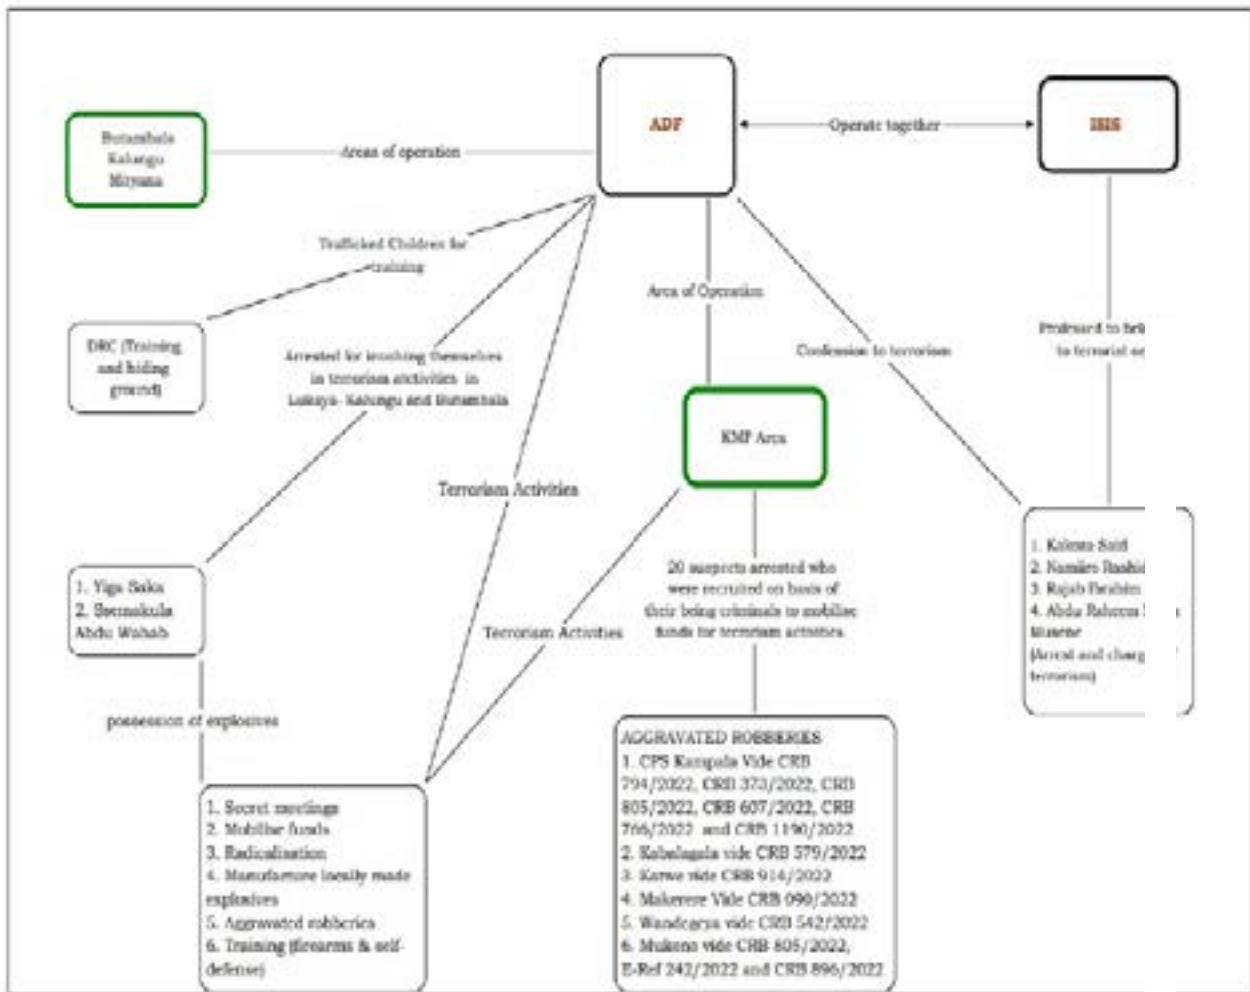 ADF
ISIS
Operate together
Butambala
Kalungu
Mityana
Areas of operation
Trafficked Children for
training
Area of Operation
DRC (Training
and hiding
ground)
Arrested for involving themselves
in terrorism activities in
Lukaya- Kalungu and Butambala
Confession to terrorism
Professed to
to terrorist
KMP Area
Terrorism Activities
1. Yiga Saka
2. Ssemakula
Abdu Wahab
20 suspects arrested who
were recruited on basis of
their being criminals to mobilise
funds for terrorism activities
Terrorism Activities
1. Said
2.
3. Rajab Ibrahim
4. Abdu Raheem
(Arrest and
terrorism)
possession of explosives
1. Secret meetings
2. Mobilise funds
3. Radicalisation
4. Manufacture locally made
explosives
5. Aggravated robberies
6. Training (firearms & self-
defense)
AGGRAVATED ROBBERIES
1. CPS Kampala Vide CRB
794/2022, CRB 373/2022, CRB
805/2022, CRB 607/2022, CRB
766/2022 and CRB 1190/2022
2. Kabalagala vide CRB 579/2022
3. Katwe vide CRB 914/2022
4. Makerere Vide CRB 090/2022
5. Wandegeya vide CRB 542/2022
6. Mukono vide CRB 805/2022,
E-Ref 242/2022 and CRB 896/2022